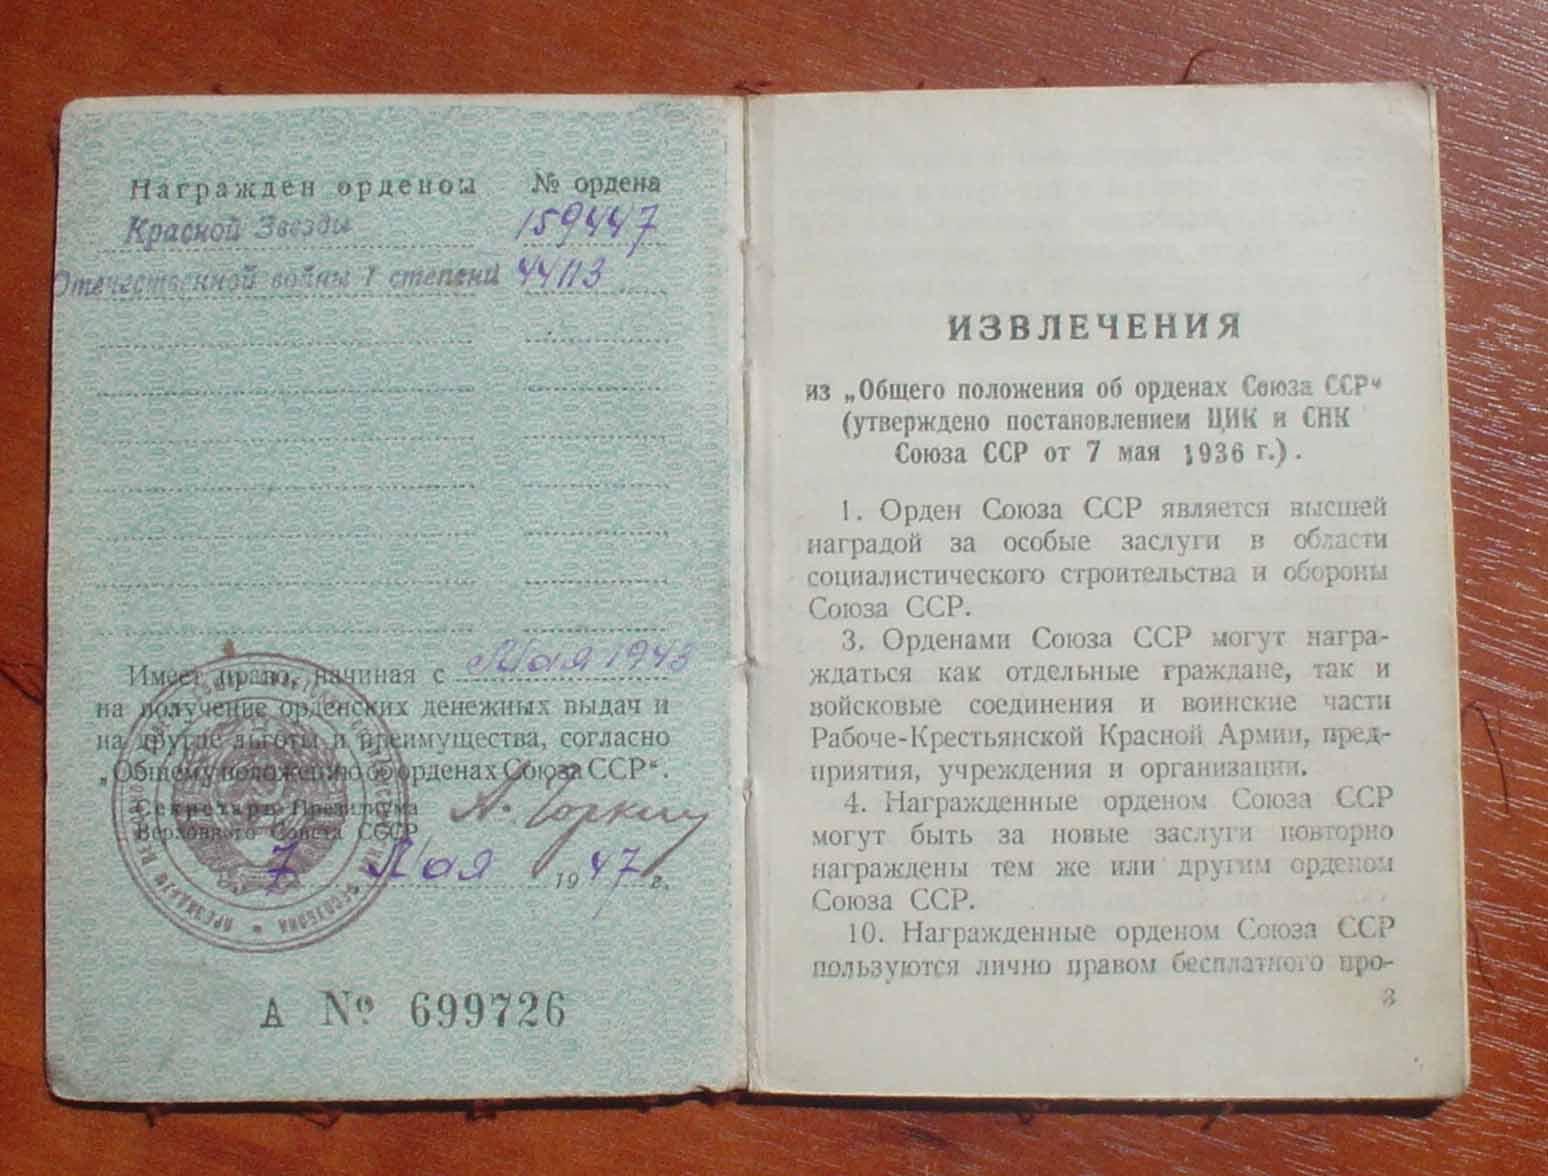 Награжден орденом № ордена
Красной Звезды 159447
Отечественной войны I степени 44113
Имеет право, начиная с Мая 1943
на получение орденских денежных выдач и
на другие льготы и преимущества, согласно
„Общему положению об орденах Союза ССР“.
Секретарь Президиума
Верховного Совета СССР
А. Горкин
7 Мая 1947 г.
А № 699726
ИЗВЛЕЧЕНИЯ
из „Общего положения об орденах Союза ССР“
(утверждено постановлением ЦИК и СНК
Союза ССР от 7 мая 1936 г.).
1. Орден Союза ССР является высшей
наградой за особые заслуги в области
социалистического строительства и обороны
Союза ССР.
3. Орденами Союза ССР могут награ-
ждаться как отдельные граждане, так и
войсковые соединения и воинские части
Рабоче-Крестьянской Красной Армии, пред-
приятия, учреждения и организации.
4. Награжденные орденом Союза ССР
могут быть за новые заслуги повторно
награждены тем же или другим орденом
Союза ССР.
10. Награжденные орденом Союза ССР
пользуются лично правом бесплатного про-
3